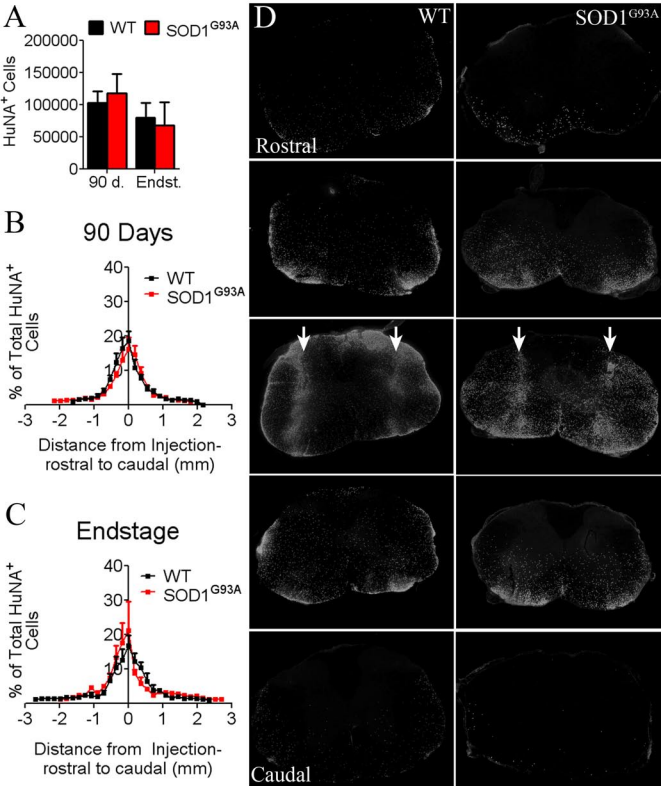 A
WT SOD1G93A
HuNA+ Cells
200000
150000
100000
50000
0
90 d. Endst.
B
90 Days
% of Total HuNA+
Cells
40
30
20
10
WT
SOD1G93A
-3 -2 -1 0 1 2 3
Distance from Injection-
rostral to caudal (mm)
C
Endstage
% of Total HuNA+
Cells
40
30
20
10
WT
SOD1G93A
-3 -2 -1 0 1 2 3
Distance from Injection-
rostral to caudal (mm)
D
WT
SOD1G93A
Rostral
Caudal